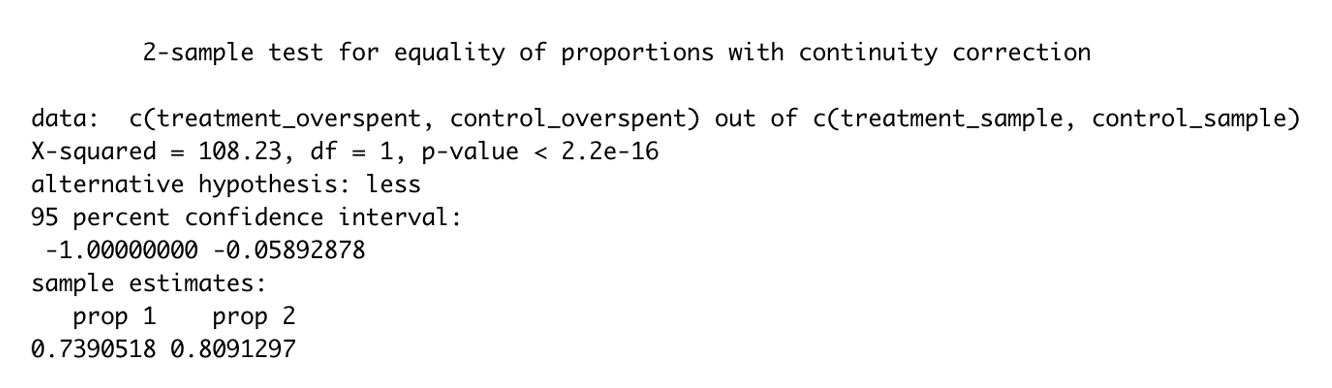 2-sample test for equality of proportions with continuity correction
data:  c(treatment_overspent, control_overspent) out of c(treatment_sample, control_sample)
X-squared = 108.23, df = 1, p-value < 2.2e-16
alternative hypothesis: less
95 percent confidence interval:
 -1.00000000 -0.05892878
sample estimates:
   prop 1    prop 2
0.7390518 0.8091297